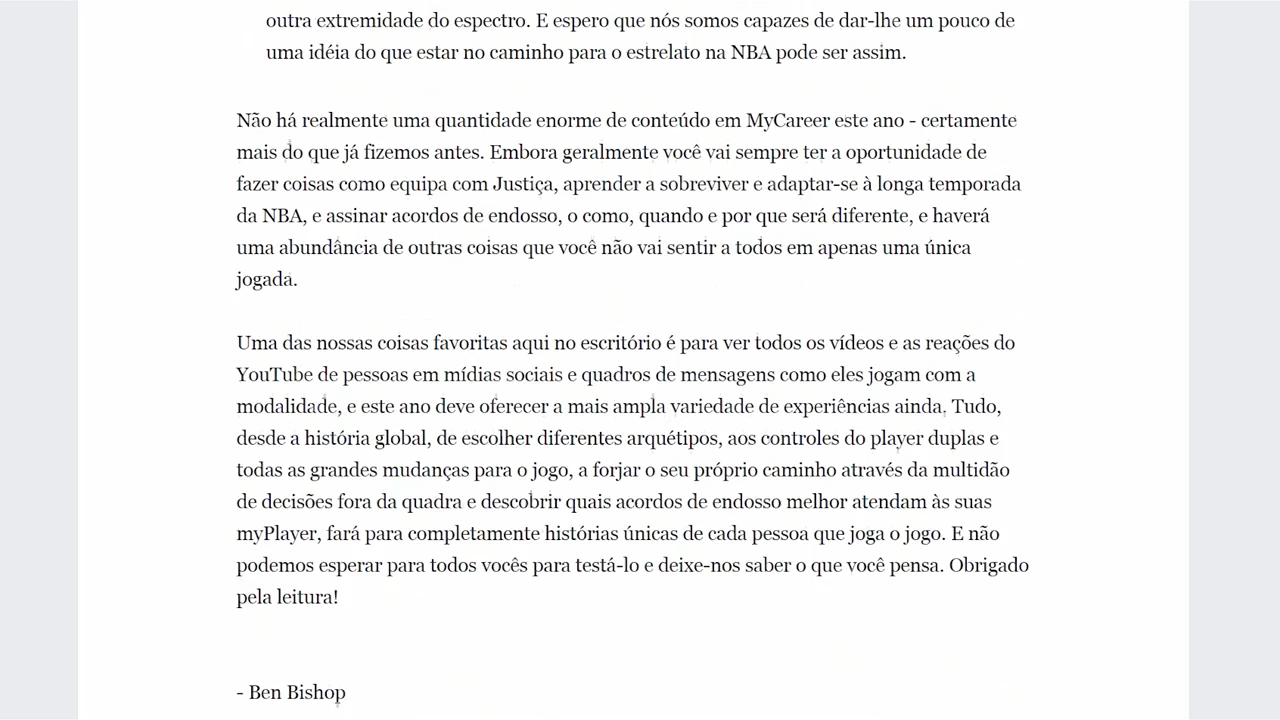 outra extremidade do espectro. E espero que nós somos capazes de dar-lhe um pouco de
uma idéia do que estar no caminho para o estrelato na NBA pode ser assim.
Não há realmente uma quantidade enorme de conteúdo em MyCareer este ano - certamente
mais do que já fizemos antes. Embora geralmente você vai sempre ter a oportunidade de
fazer coisas como equipa com Justiça, aprender a sobreviver e adaptar-se à longa temporada
da NBA, e assinar acordos de endosso, o como, quando e por que será diferente, e haverá
uma abundância de outras coisas que você não vai sentir a todos em apenas uma única
jogada.
Uma das nossas coisas favoritas aqui no escritório é para ver todos os vídeos e as reações do
YouTube de pessoas em mídias sociais e quadros de mensagens como eles jogam com a
modalidade, e este ano deve oferecer a mais ampla variedade de experiências ainda. Tudo,
desde a história global, de escolher diferentes arquétipos, aos controles do player duplas e
todas as grandes mudanças para o jogo, a forjar o seu próprio caminho através da multidão
de decisões fora da quadra e descobrir quais acordos de endosso melhor atendam às suas
myPlayer, fará para completamente histórias únicas de cada pessoa que joga o jogo. E não
podemos esperar para todos vocês para testá-lo e deixe-nos saber o que você pensa. Obrigado
pela leitura!
- Ben Bishop